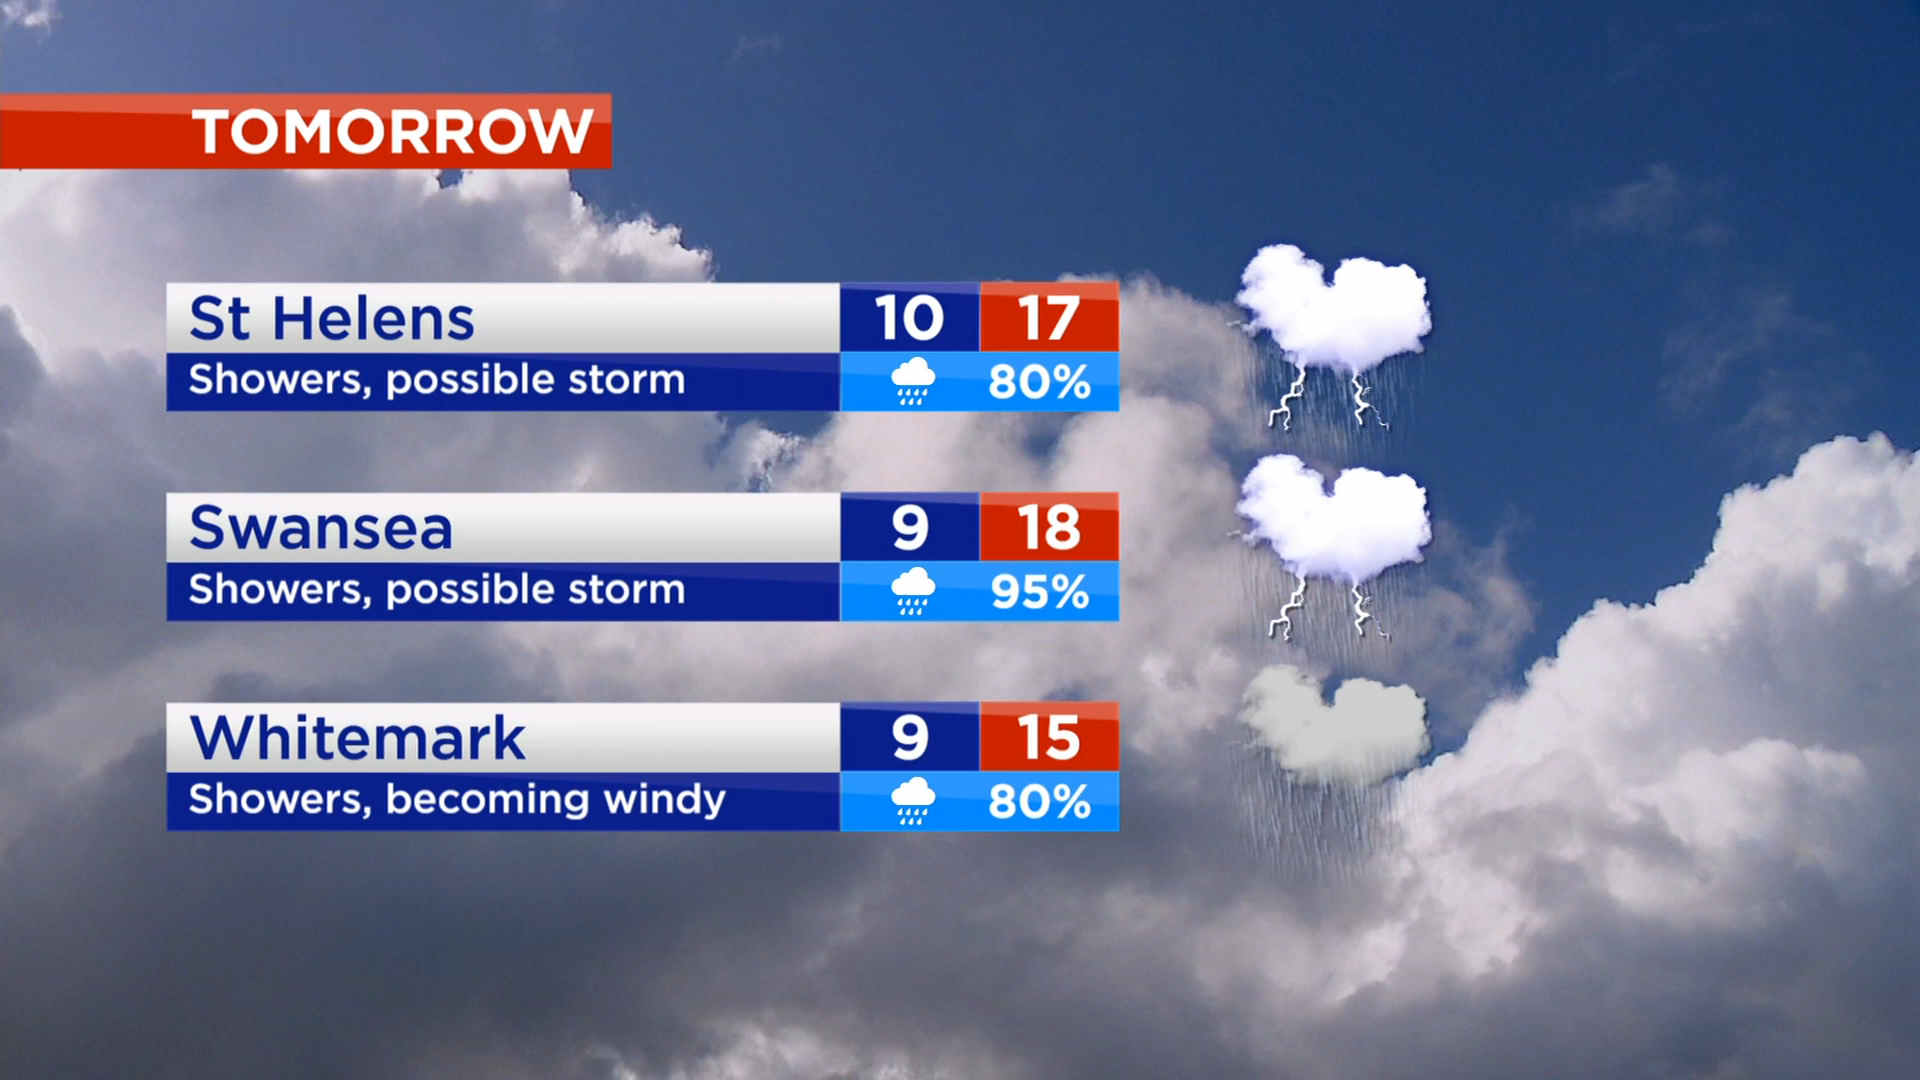 TOMORROW
St Helens 10 17
Showers, possible storm 80%
Swansea 9 18
Showers, possible storm 95%
Whitemark 9 15
Showers, becoming windy 80%